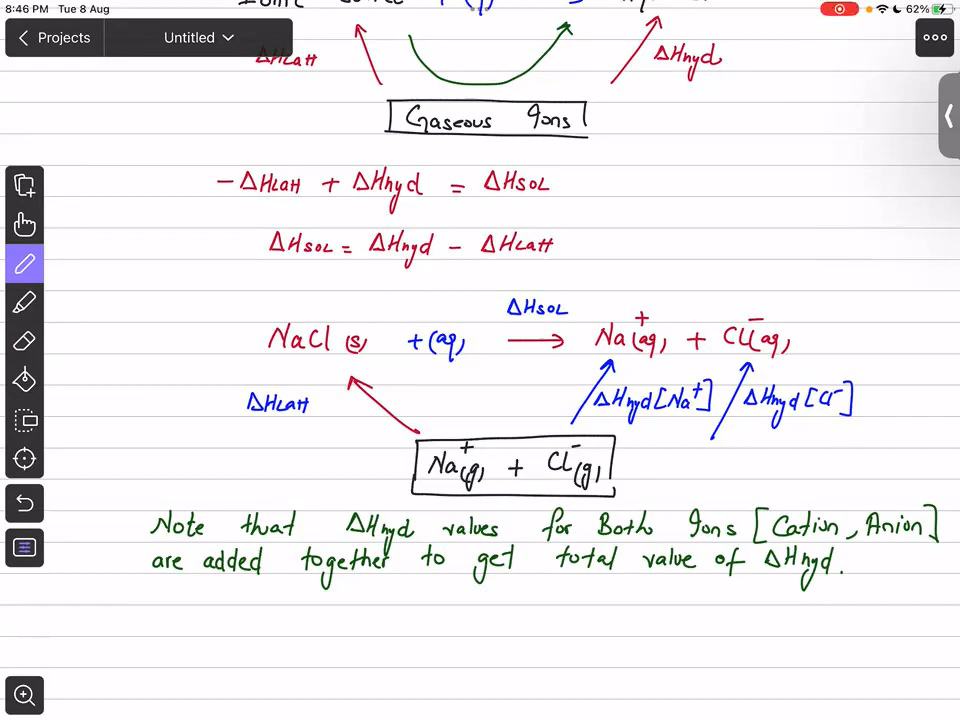 8:46 PM Tue 8 Aug
62%
Projects
Untitled
ΔHLatt
ΔHhyd
Gaseous Ions
-ΔHLatt + ΔHhyd = ΔHSOL
ΔHSOL = ΔHhyd - ΔHLatt
ΔHSOL
NaCl (s) + (aq) → Na⁺(aq) + Cl⁻(aq)
ΔHLatt
ΔHhyd [Na⁺]
ΔHhyd [Cl⁻]
Na⁺(g) + Cl⁻(g)
Note that ΔHhyd values for Both Ions [Cation, Anion]
are added together to get total value of ΔHhyd.